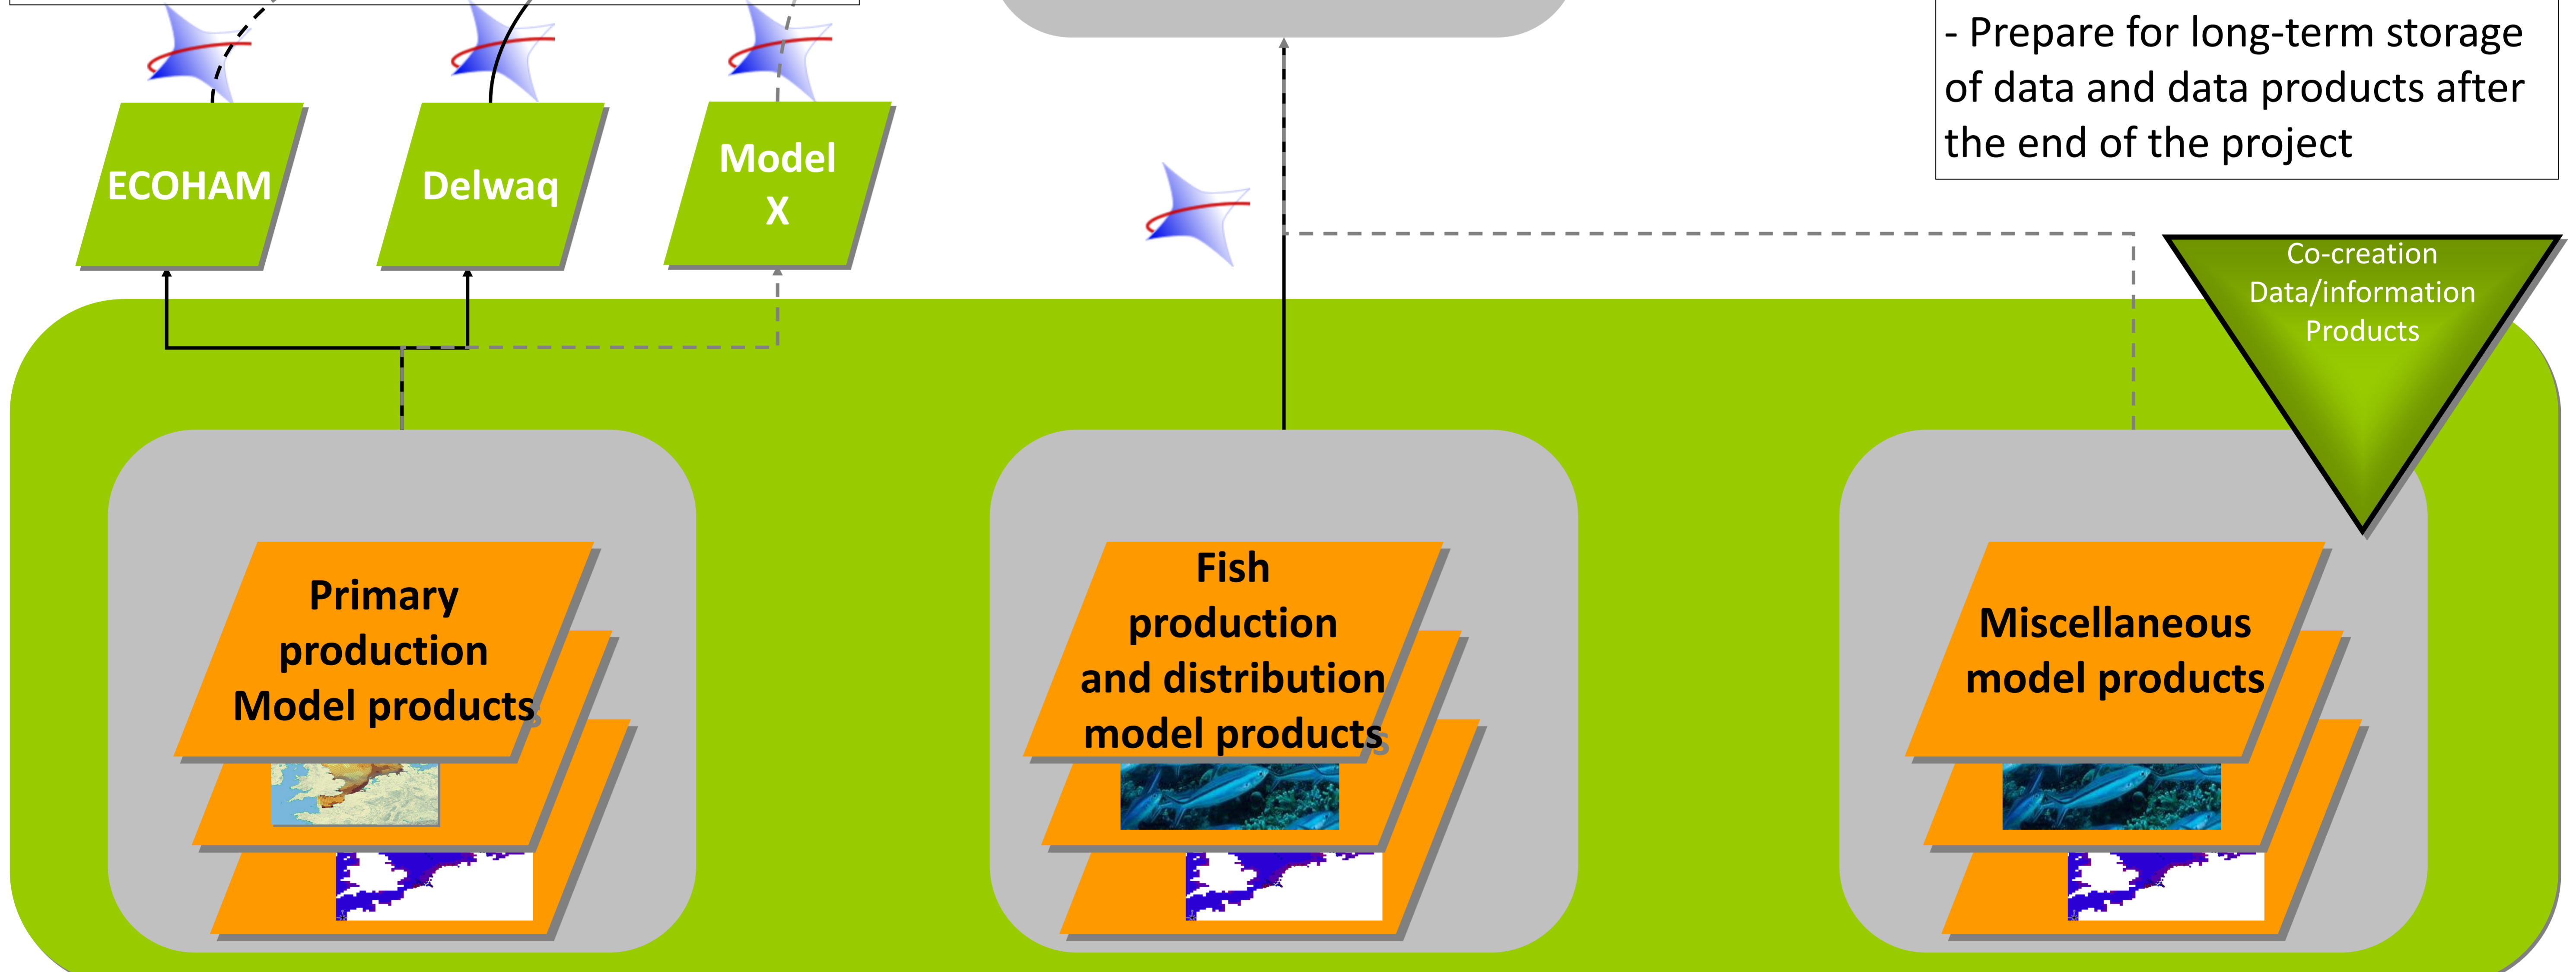 - Prepare for long-term storage
of data and data products after
the end of the project
ECOHAM
Delwaq
Model
X
Co-creation
Data/information
Products
Primary
production
Model products
Fish
production
and distribution
model products
Miscellaneous
model products